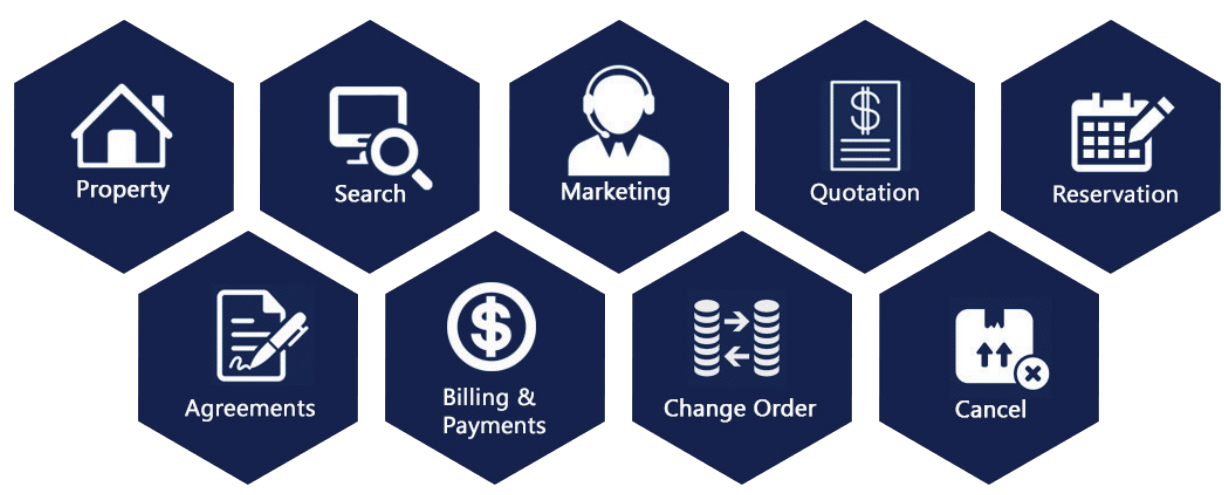 Property
Search
Marketing
Quotation
Reservation
Agreements
Billing &
Payments
Change Order
Cancel